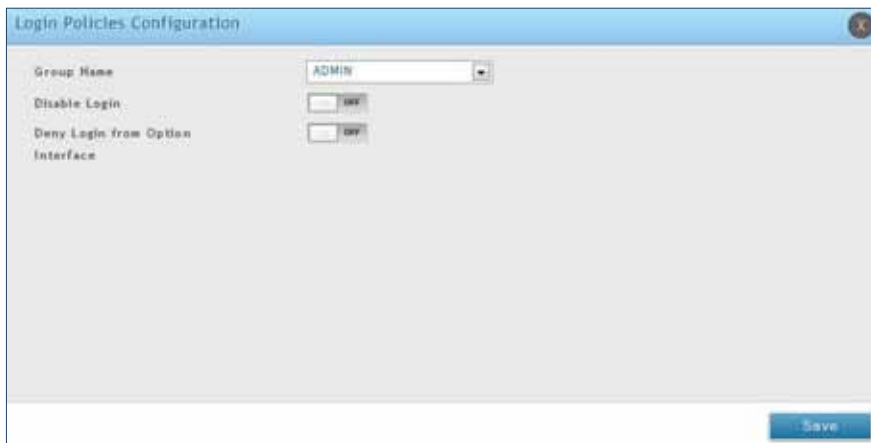 Login Policies Configuration
X
Group Name
ADMIN
Disable Login
OFF
Deny Login from Option
OFF
Interface
Save